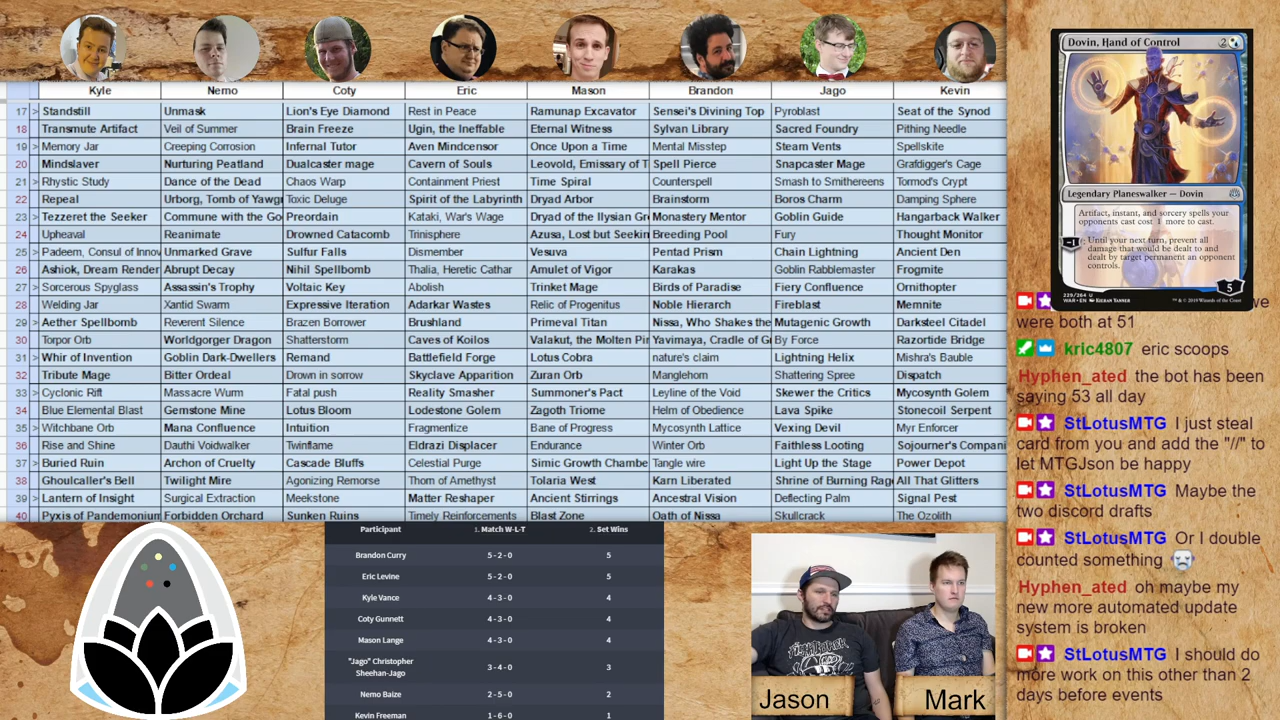 Kyle Nemo Coty Eric Mason Brandon Jago Kevin
17 > Standstill Unmask Lion's Eye Diamond Rest in Peace Ramunap Excavator Sensei's Divining Top Pyroblast Seat of the Synod
18 Transmute Artifact Veil of Summer Brain Freeze Ugin, the Ineffable Eternal Witness Sylvan Library Sacred Foundry Pithing Needle
19 > Memory Jar Creeping Corrosion Infernal Tutor Aven Mindcensor Once Upon a Time Mental Misstep Steam Vents Spellskite
20 Mindslaver Nurturing Peatland Dualcaster mage Cavern of Souls Leovold, Emissary of T Spell Pierce Snapcaster Mage Grafdigger's Cage
21 > Rhystic Study Dance of the Dead Chaos Warp Containment Priest Time Spiral Counterspell Smash to Smithereens Tormod's Crypt
22 Repeal Urborg, Tomb of Yawg Toxic Deluge Spirit of the Labyrinth Dryad Arbor Brainstorm Boros Charm Damping Sphere
23 > Tezzeret the Seeker Commune with the Go Preordain Kataki, War's Wage Dryad of the Ilysian Gr Monastery Mentor Goblin Guide Hangarback Walker
24 Upheaval Reanimate Drowned Catacomb Timely Azusa, Lost but Seekin Breeding Pool Fury Thought Monitor
25 > Padeem, Consul of Innov Unmarked Grave Sulfur Falls Dismember Vesuva Pentad Prism Chain Lightning Ancient Den
26 Ashiok, Dream Render Abrupt Decay Nihil Spellbomb Thalia, Heretic Cathar Amulet of Vigor Karakas Goblin Rabblemaster Frogmite
27 > Sorcerous Spyglass Assassin's Trophy Voltaic Key Abolish Trinket Mage Birds of Paradise Fiery Confluence Ornithopter
28 Welding Jar Xantid Swarm Expressive Iteration Adarkar Wastes Relic of Progenitus Noble Hierarch Fireblast Memnite
29 > Aether Spellbomb Reverent Silence Brazen Borrower Brushland Primeval Titan Nissa, Who Shakes the Mutagenic Growth Darksteel Citadel
30 Torpor Orb Worldgorger Dragon Shatterstorm Caves of Koilos Valakut, the Molten Pin Yavimaya, Cradle of G By Force Razortide Bridge
31 > Whir of Invention Goblin Dark-Dwellers Remand Battlefield Forge Lotus Cobra nature's claim Lightning Helix Mishra's Bauble
32 Tribute Mage Bitter Ordeal Drown in sorrow Skyclave Apparition Zuran Orb Manglehorn Shattering Spree Dispatch
33 > Cyclonic Rift Massacre Wurm Fatal push Reality Smasher Summoner's Pact Leyline of the Void Skewer the Critics Mycosynth Golem
34 Blue Elemental Blast Gemstone Mine Lotus Bloom Lodestone Golem Zagoth Triome Helm of Obedience Lava Spike Stonecoil Serpent
35 > Witchbane Orb Mana Confluence Intuition Fragmentize Bane of Progress Mycosynth Lattice Vexing Devil Myr Enforcer
36 Rise and Shine Dauthi Voidwalker Twinflame Eldrazi Displacer Endurance Winter Orb Faithless Looting Sojourner's Compani
37 > Buried Ruin Archon of Cruelty Cascade Bluffs Celestial Purge Simic Growth Chambe Tangle wire Light Up the Stage Power Depot
38 Ghoulcaller's Bell Twilight Mire Agonizing Remorse Thorn of Amethyst Tolaria West Karn Liberated Shrine of Burning Rag All That Glitters
39 > Lantern of Insight Surgical Extraction Meekstone Matter Reshaper Ancient Stirrings Ancestral Vision Deflecting Palm Signal Pest
40 Pyxis of Pandemonium Forbidden Orchard Sunken Ruins Timely Reinforcements Blast Zone Oath of Nissa Skullcrack The Ozolith
Participant 1. Match W-L-T 2. Set Wins
Brandon Curry 5 - 2 - 0 5
Eric Levine 5 - 2 - 0 5
Kyle Vance 4 - 3 - 0 4
Coty Gunnett 4 - 3 - 0 4
Mason Lange 4 - 3 - 0 4
"Jago" Christopher
Sheehan-Jago 3 - 4 - 0 3
Nemo Baize 2 - 5 - 0 2
Kevin Freeman 1 - 6 - 0 1
Jason
Mark
Dovin, Hand of Control 2
Legendary Planeswalker — Dovin
Artifact, instant, and sorcery spells your
opponents cast cost 1 more to cast.
-1 Until your next turn, prevent all
damage that would be dealt to and
dealt by target permanent an opponent
controls.
5
229/264 U
WAR • EN Kieran Yanner
™ & © 2019 Wizards of the Coast
we
were both at 51
kric4807 eric scoops
Hyphen_ated the bot has been
saying 53 all day
StLotusMTG I just steal
card from you and add the "//" to
let MTGJson be happy
StLotusMTG Maybe the
two discord drafts
StLotusMTG Or I double
counted something
Hyphen_ated oh maybe my
new more automated update
system is broken
StLotusMTG I should do
more work on this other than 2
days before events